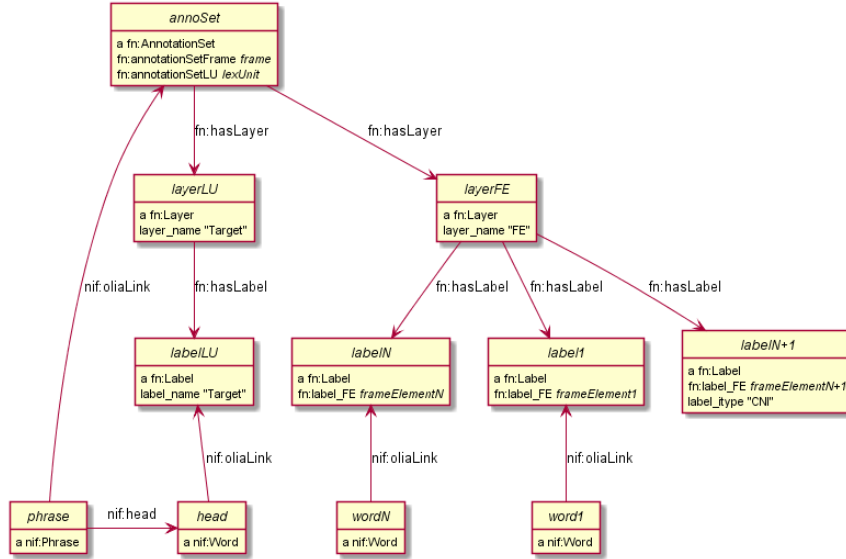 annoSet
a fn:AnnotationSet
fn:annotationSetFrame frame
fn:annotationSetLU lexUnit
fn:hasLayer
fn:hasLayer
layerLU
a fn:Layer
layer_name "Target"
layerFE
a fn:Layer
layer_name "FE"
nif:oliaLink
fn:hasLabel
fn:hasLabel
fn:hasLabel
fn:hasLabel
labelLU
a fn:Label
label_name "Target"
labelN
a fn:Label
fn:label_FE frameElementN
label1
a fn:Label
fn:label_FE frameElement1
labelN+1
a fn:Label
fn:label_FE frameElementN+1
label_itype "CNI"
nif:oliaLink
nif:oliaLink
nif:oliaLink
phrase
a nif:Phrase
nif:head
head
a nif:Word
wordN
a nif:Word
word1
a nif:Word